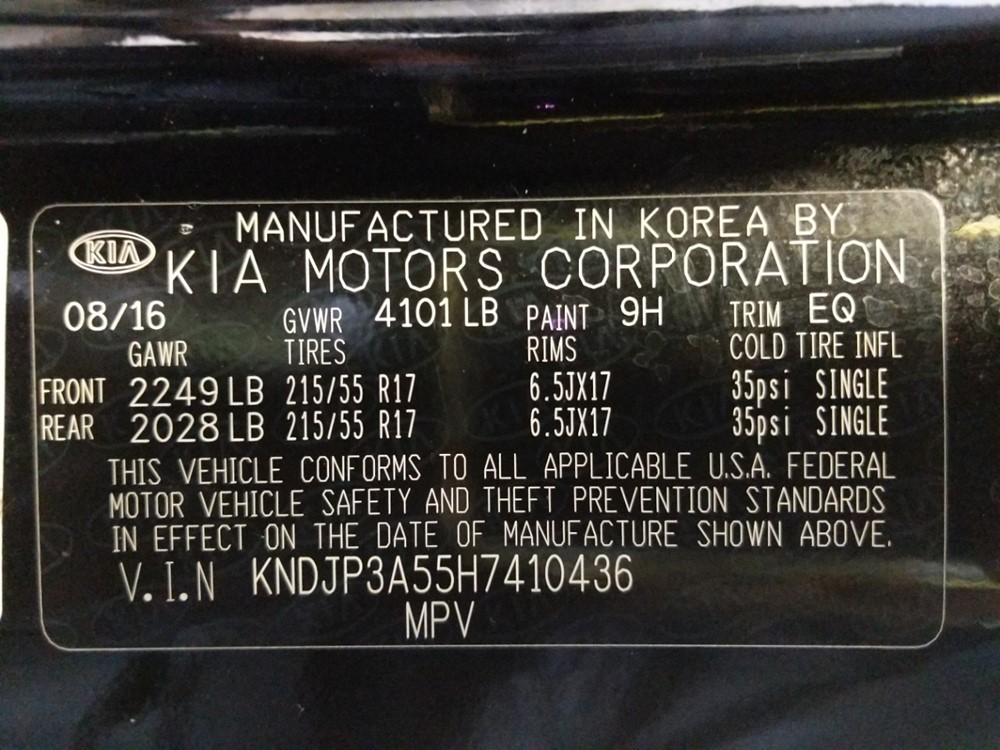 MANUFACTURED IN KOREA BY
KIA KIA MOTORS CORPORATION
08/16 GVWR 4101 LB PAINT 9H TRIM EQ
GAWR TIRES RIMS COLD TIRE INFL
FRONT 2249 LB 215/55 R17 6.5JX17 35psi SINGLE
REAR 2028 LB 215/55 R17 6.5JX17 35psi SINGLE
THIS VEHICLE CONFORMS TO ALL APPLICABLE U.S.A. FEDERAL
MOTOR VEHICLE SAFETY AND THEFT PREVENTION STANDARDS
IN EFFECT ON THE DATE OF MANUFACTURE SHOWN ABOVE.
V.I.N KNDJP3A55H7410436
MPV